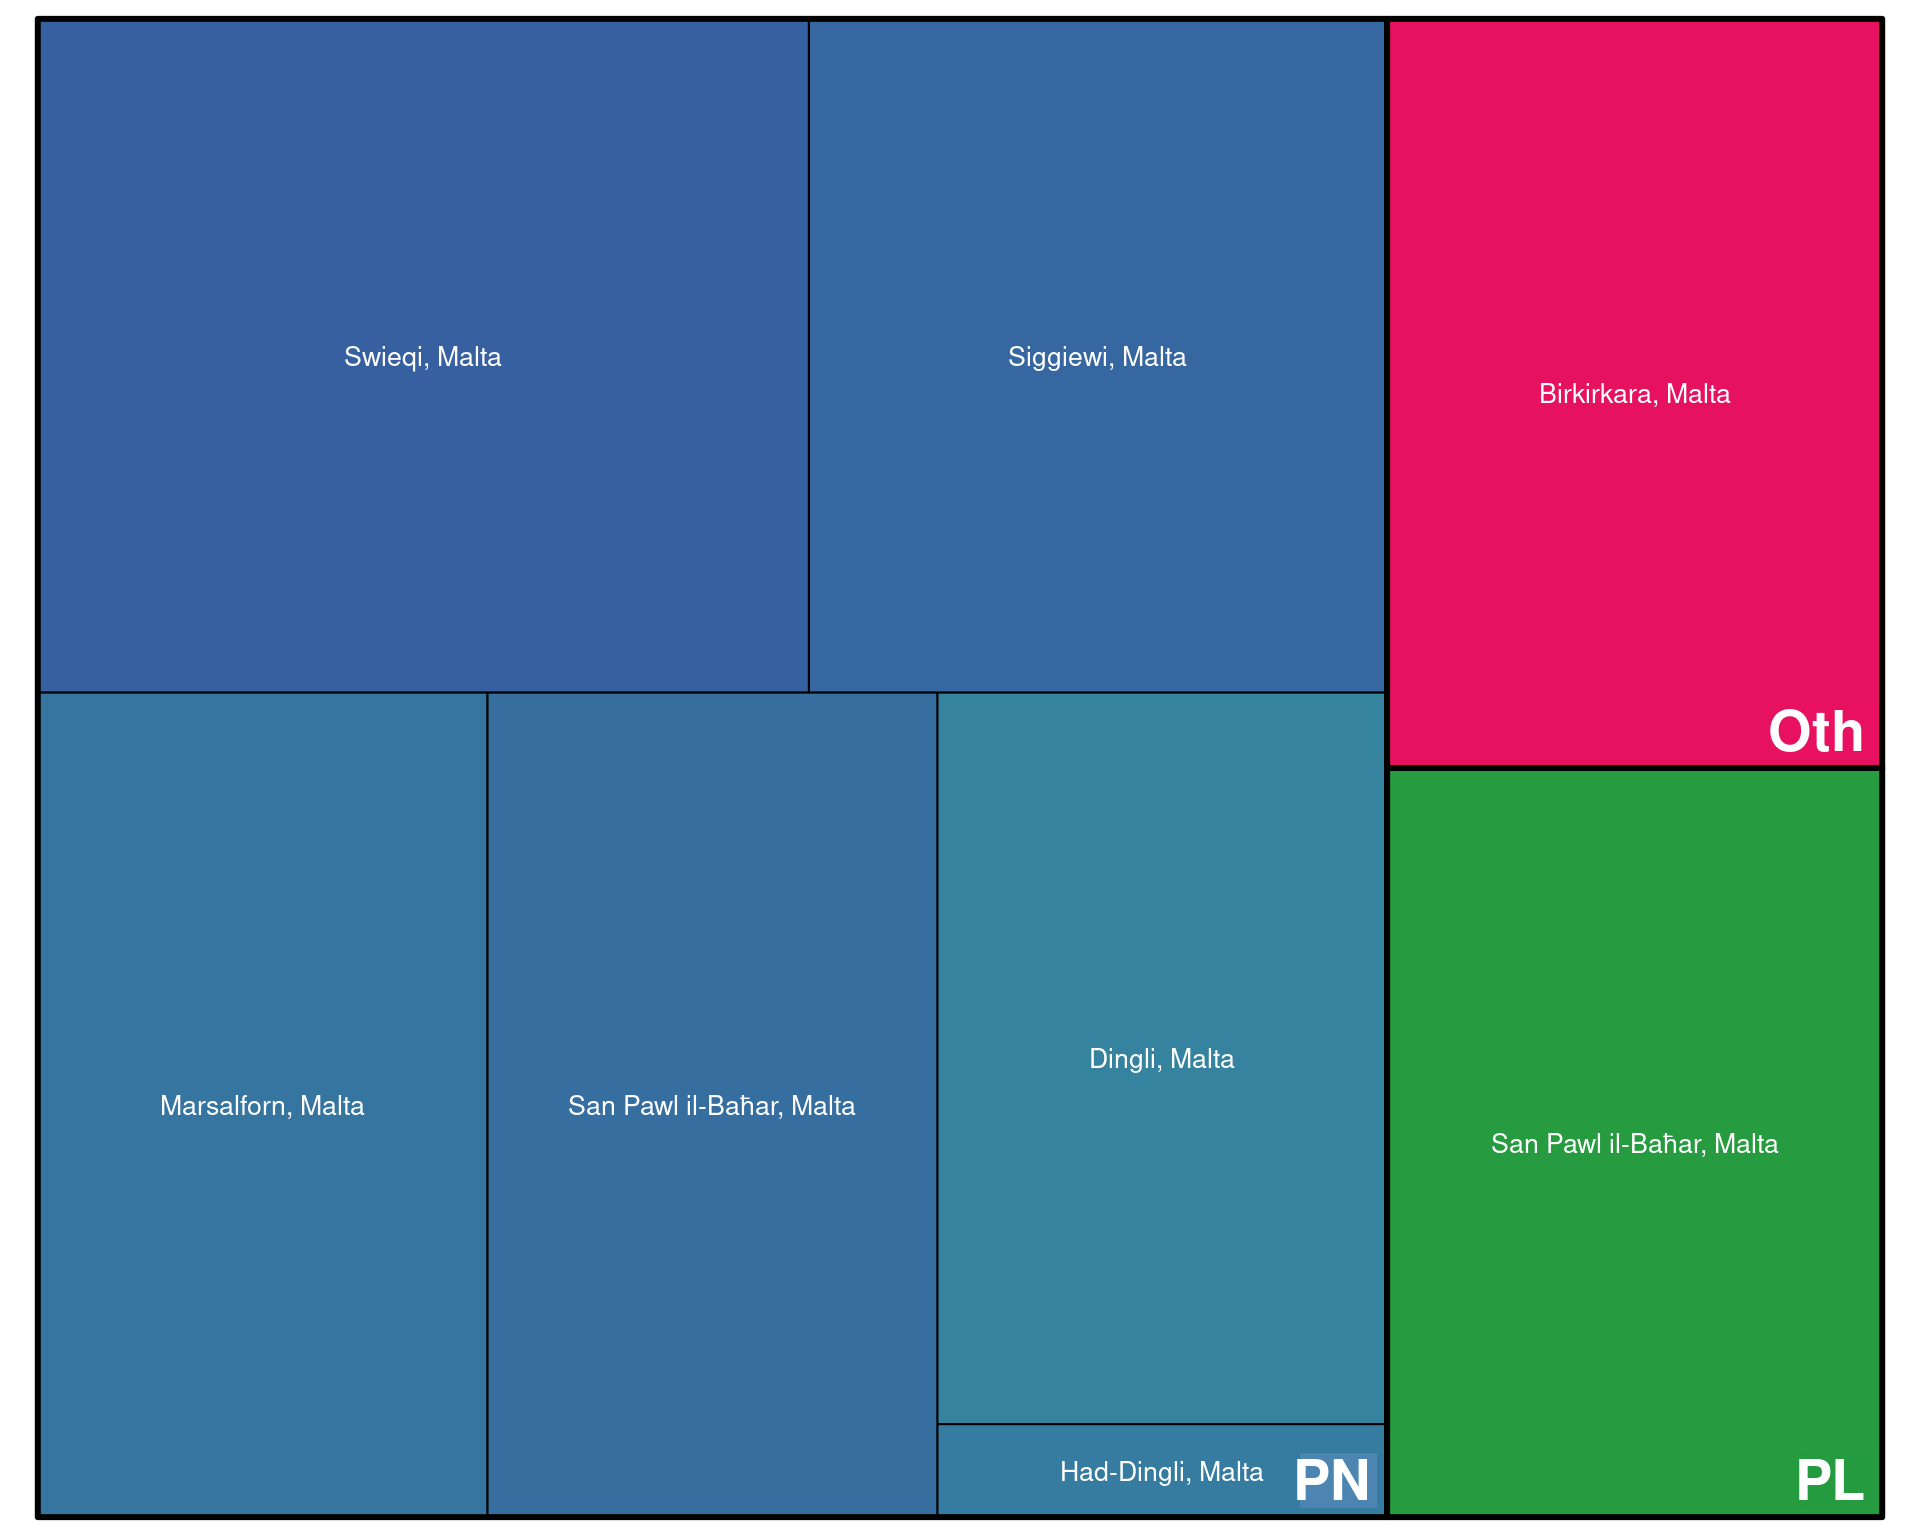 Swieqi, Malta
Siggiewi, Malta
Birkirkara, Malta
Oth
Marsalforn, Malta
San Pawl il-Baħar, Malta
Dingli, Malta
Had-Dingli, Malta
PN
San Pawl il-Baħar, Malta
PL